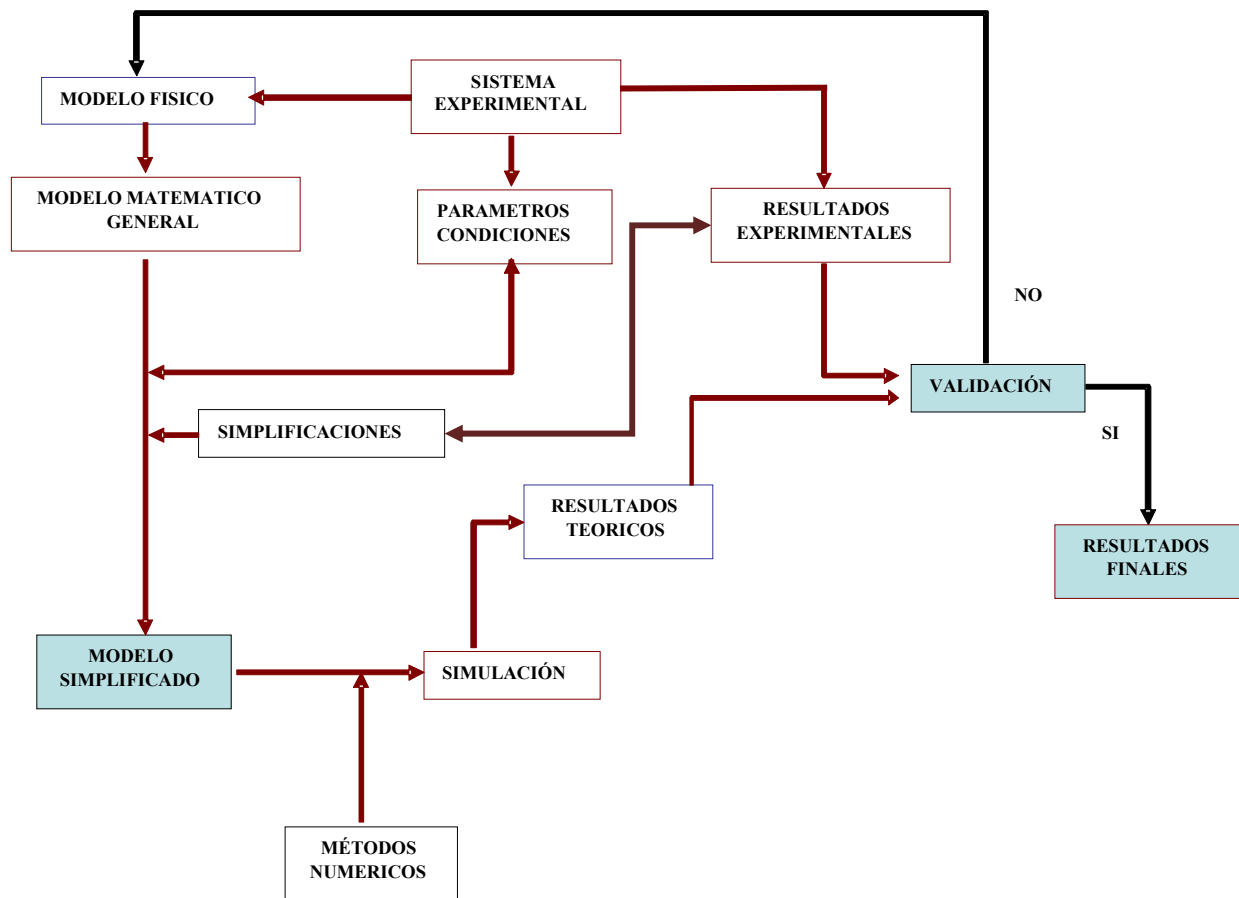 SISTEMA
EXPERIMENTAL
MODELO FISICO
MODELO MATEMATICO
GENERAL
PARAMETROS
CONDICIONES
RESULTADOS
EXPERIMENTALES
NO
VALIDACIÓN
SIMPLIFICACIONES
SI
RESULTADOS
TEÓRICOS
RESULTADOS
FINALES
MODELO
SIMPLIFICADO
SIMULACIÓN
MÉTODOS
NUMERICOS